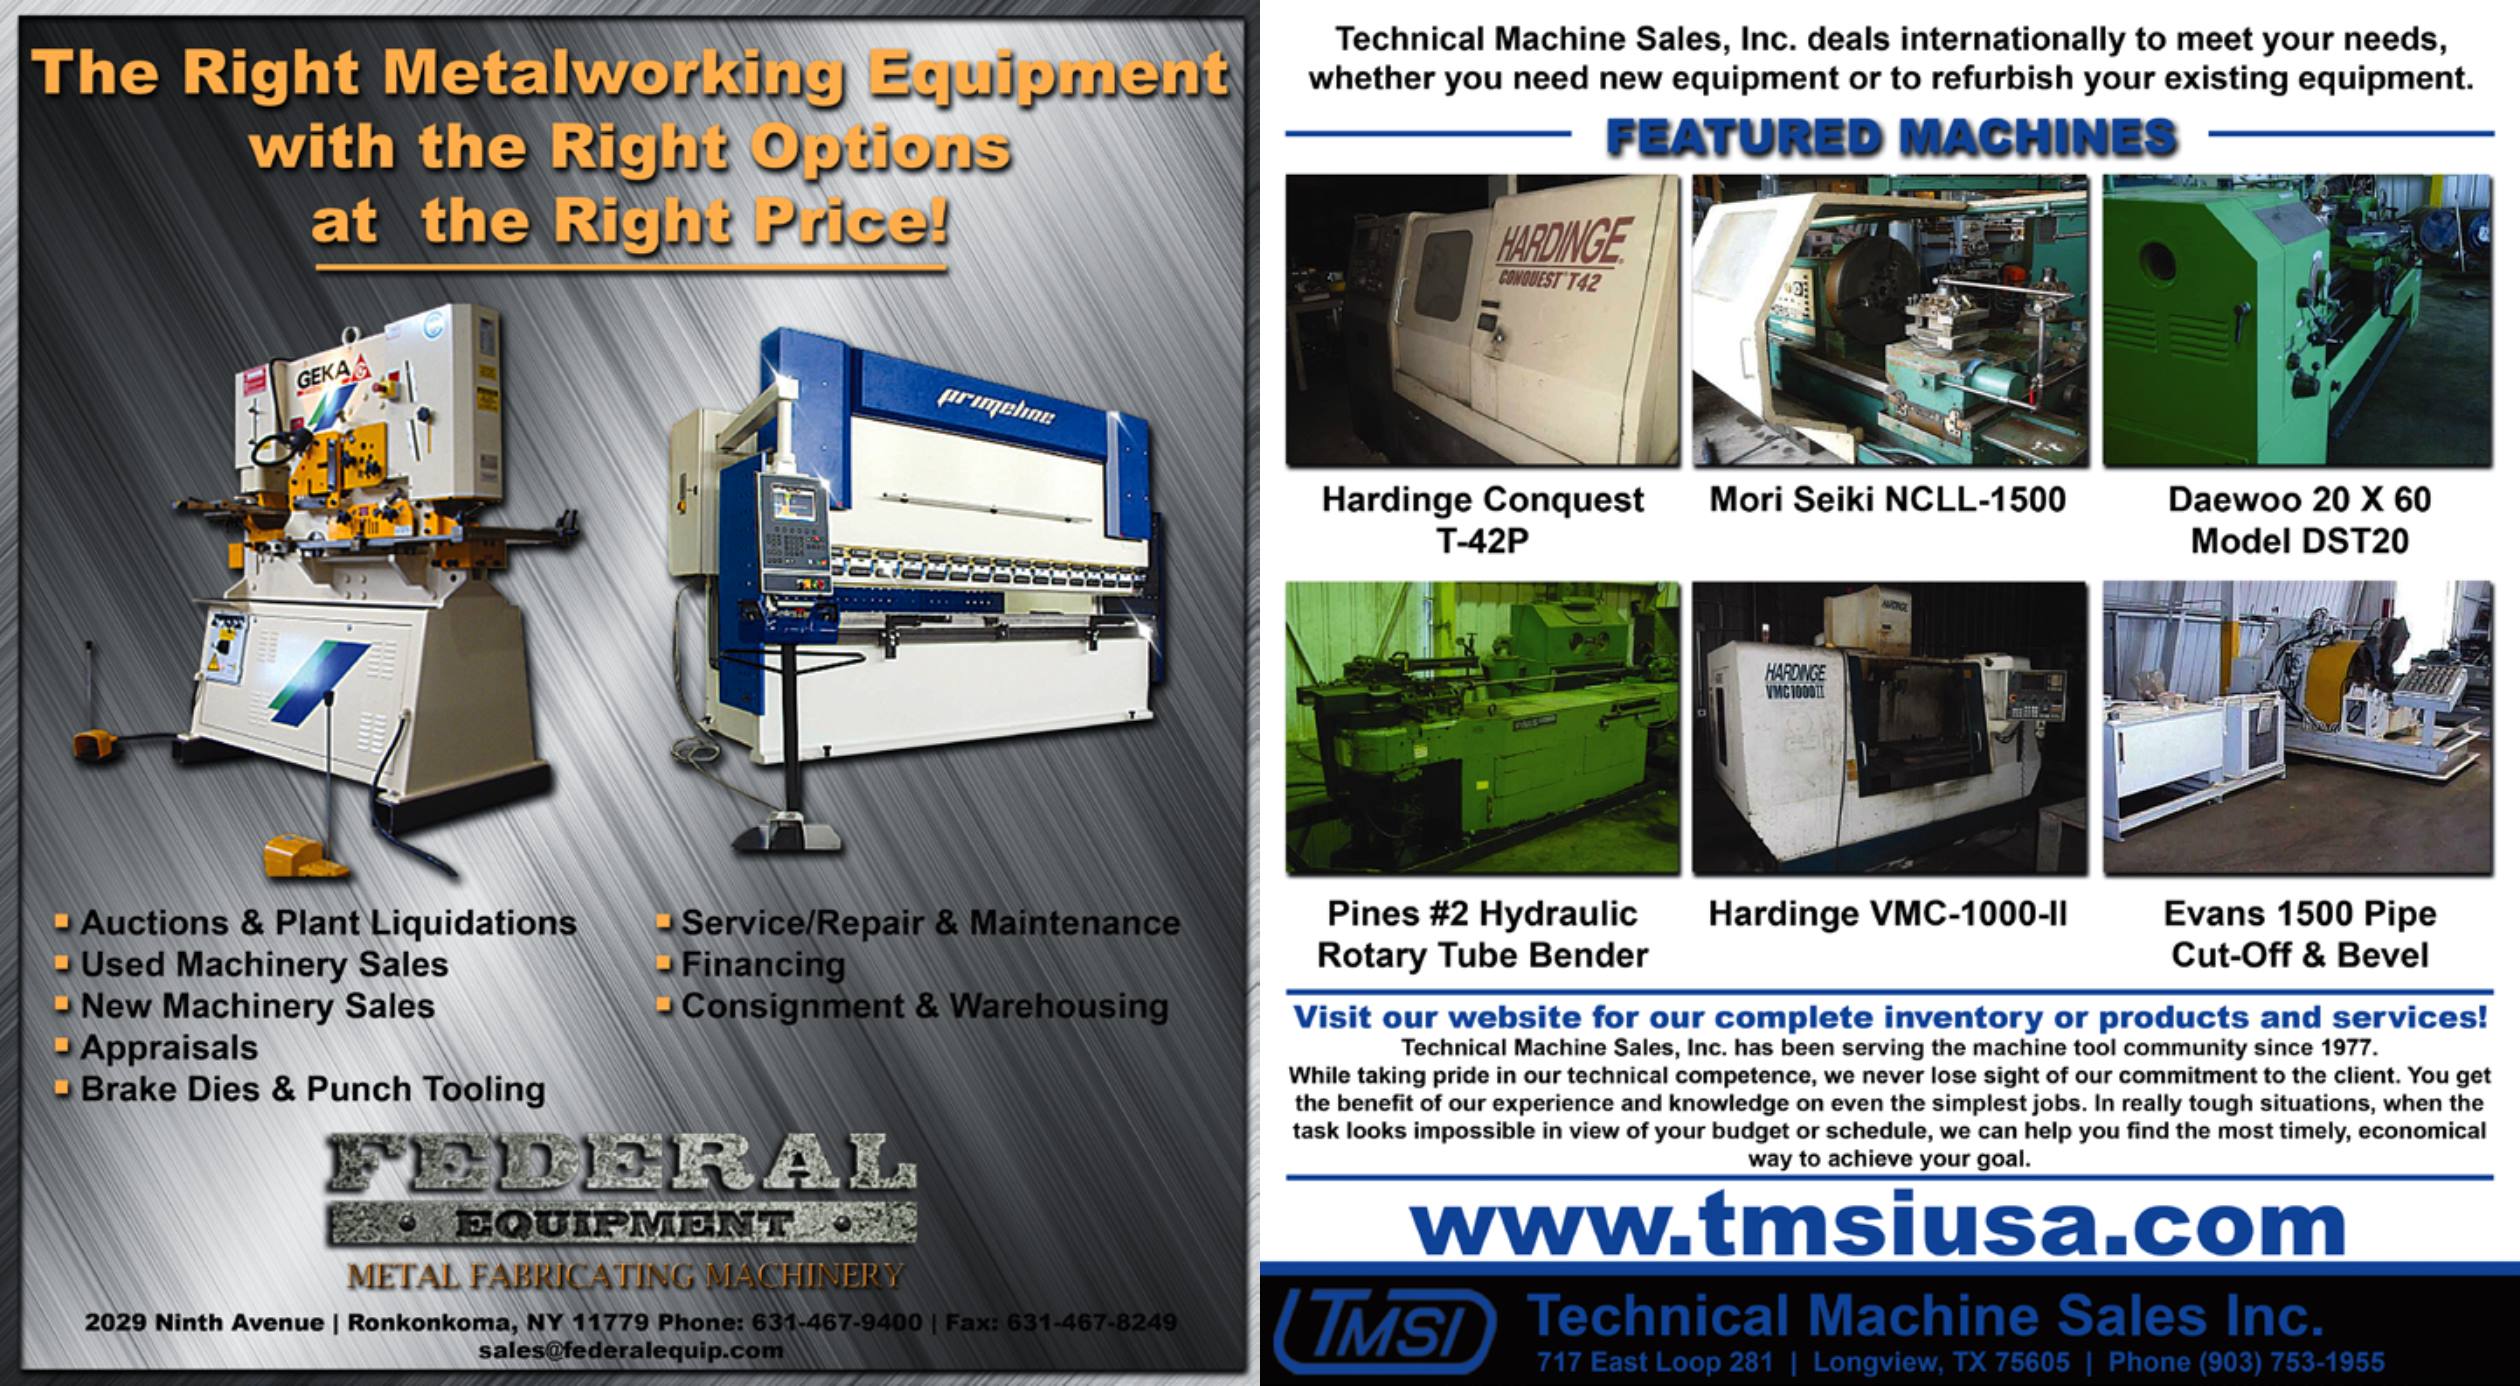 The Right Metalworking Equipment
with the Right Options
at the Right Price!
GEKA
primeline
Auctions & Plant Liquidations
Used Machinery Sales
New Machinery Sales
Appraisals
Brake Dies & Punch Tooling
Service/Repair & Maintenance
Financing
Consignment & Warehousing
FEDERAL
EQUIPMENT
METAL FABRICATING MACHINERY
2029 Ninth Avenue | Ronkonkoma, NY 11779 Phone: 631-467-9400 | Fax: 631-467-8249
sales@federalequip.com
Technical Machine Sales, Inc. deals internationally to meet your needs,
whether you need new equipment or to refurbish your existing equipment.
FEATURED MACHINES
HARDINGE
CONQUEST T42
Hardinge Conquest
T-42P
Mori Seiki NCLL-1500
Daewoo 20 X 60
Model DST20
HARDINGE
HARDINGE
VMC1000II
Pines #2 Hydraulic
Rotary Tube Bender
Hardinge VMC-1000-II
Evans 1500 Pipe
Cut-Off & Bevel
Visit our website for our complete inventory or products and services!
Technical Machine Sales, Inc. has been serving the machine tool community since 1977.
While taking pride in our technical competence, we never lose sight of our commitment to the client. You get
the benefit of our experience and knowledge on even the simplest jobs. In really tough situations, when the
task looks impossible in view of your budget or schedule, we can help you find the most timely, economical
way to achieve your goal.
www.tmsiusa.com
TMSI
Technical Machine Sales Inc.
717 East Loop 281 | Longview, TX 75605 | Phone (903) 753-1955